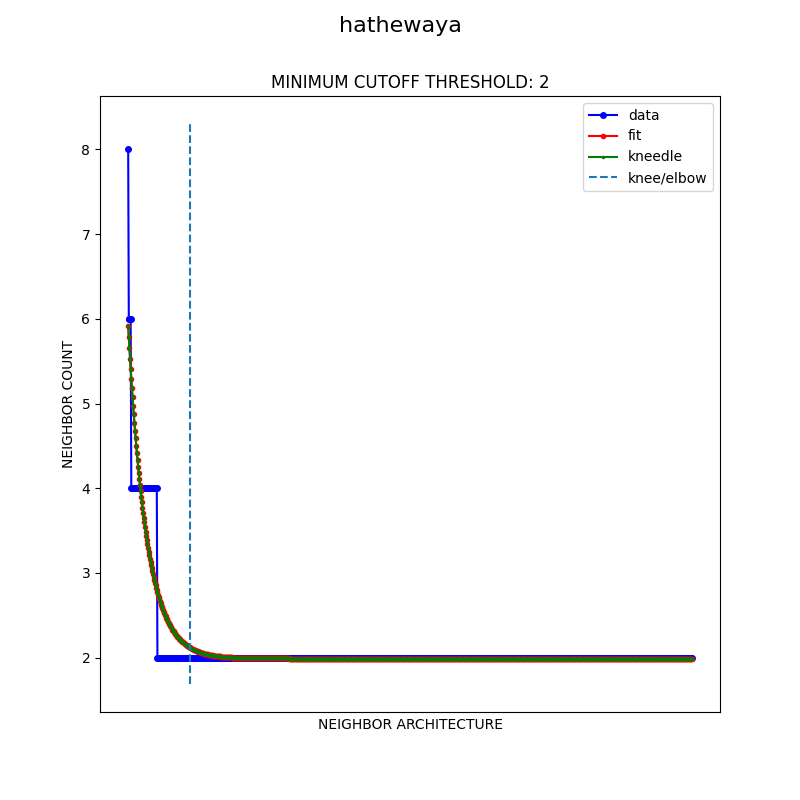 hathewaya
MINIMUM CUTOFF THRESHOLD: 2
data
fit
kneedle
knee/elbow
8
7
6
5
4
3
2
NEIGHBOR COUNT
NEIGHBOR ARCHITECTURE